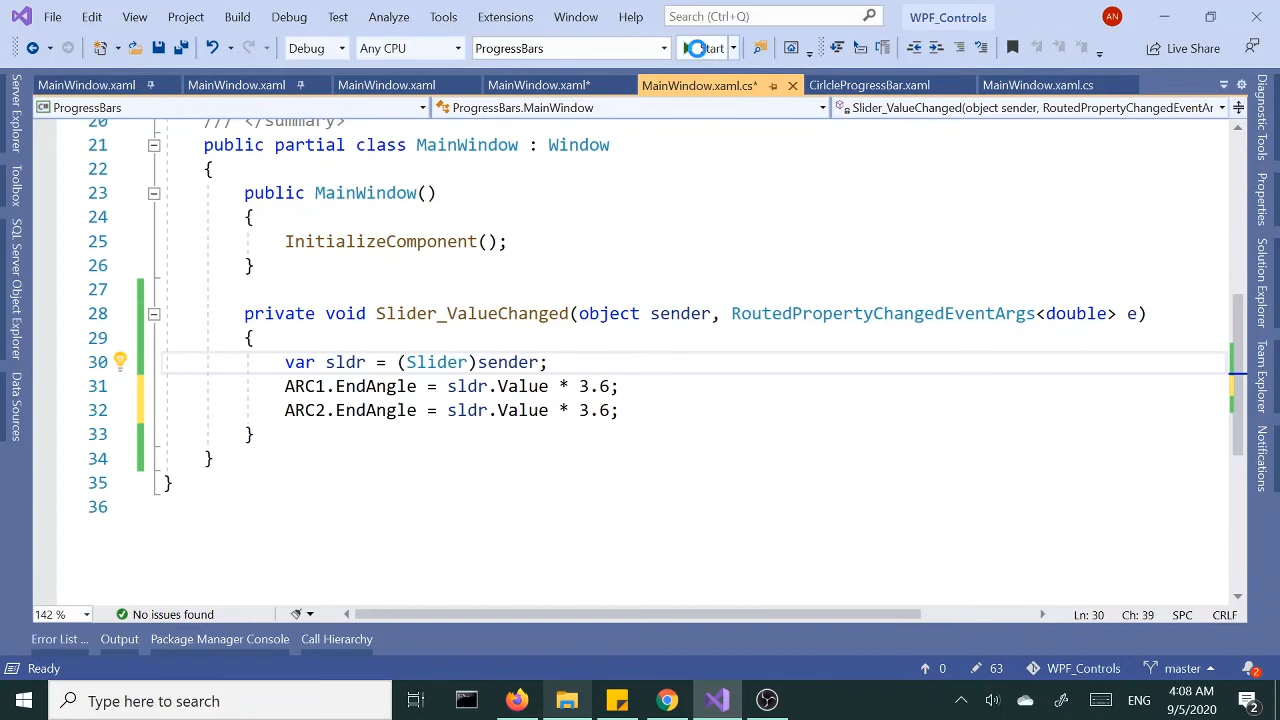 File Edit View Project Build Debug Test Analyze Tools Extensions Window Help Search (Ctrl+Q) WPF_Controls AN
Debug Any CPU ProgressBars Start Live Share
MainWindow.xaml MainWindow.xaml MainWindow.xaml MainWindow.xaml* MainWindow.xaml.cs* CirlcleProgressBar.xaml MainWindow.xaml.cs
ProgressBars ProgressBars.MainWindow Slider_ValueChanged(object sender, RoutedPropertyChangedEventAr
20 /// </summary>
21 public partial class MainWindow : Window
22 {
23 public MainWindow()
24 {
25 InitializeComponent();
26 }
27
28 private void Slider_ValueChanged(object sender, RoutedPropertyChangedEventArgs<double> e)
29 {
30 var sldr = (Slider)sender;
31 ARC1.EndAngle = sldr.Value * 3.6;
32 ARC2.EndAngle = sldr.Value * 3.6;
33 }
34 }
35 }
36
Server Explorer
Toolbox
SQL Server Object Explorer
Data Sources
Diagnostic Tools
Properties
Solution Explorer
Team Explorer
Notifications
142 % No issues found Ln: 30 Ch: 39 SPC CRLF
Error List ... Output Package Manager Console Call Hierarchy
Ready 0 63 WPF_Controls master 2
Type here to search ENG
:08 AM
9/5/2020
2